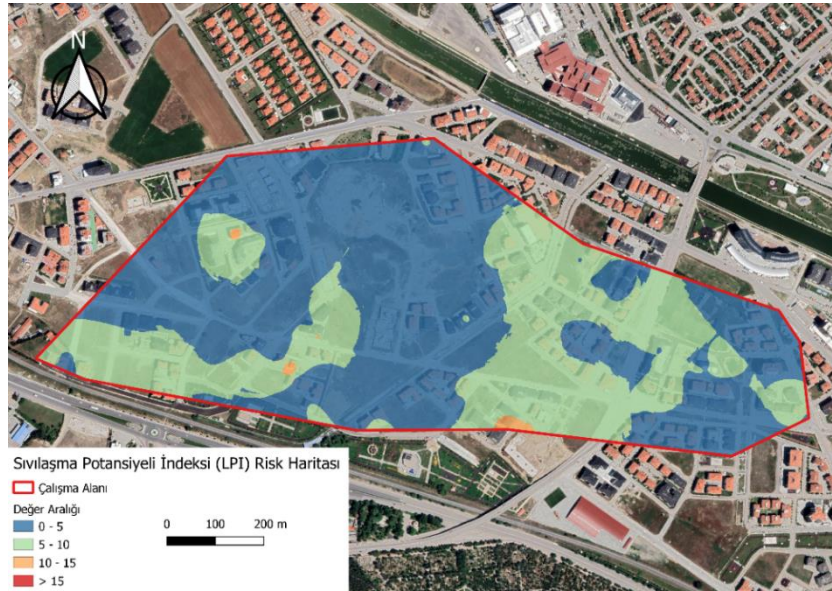 N
Sıvılaşma Potansiyeli İndeksi (LPI) Risk Haritası
Çalışma Alanı
Değer Aralığı
0 - 5
5 - 10
10 - 15
> 15
0 100 200 m